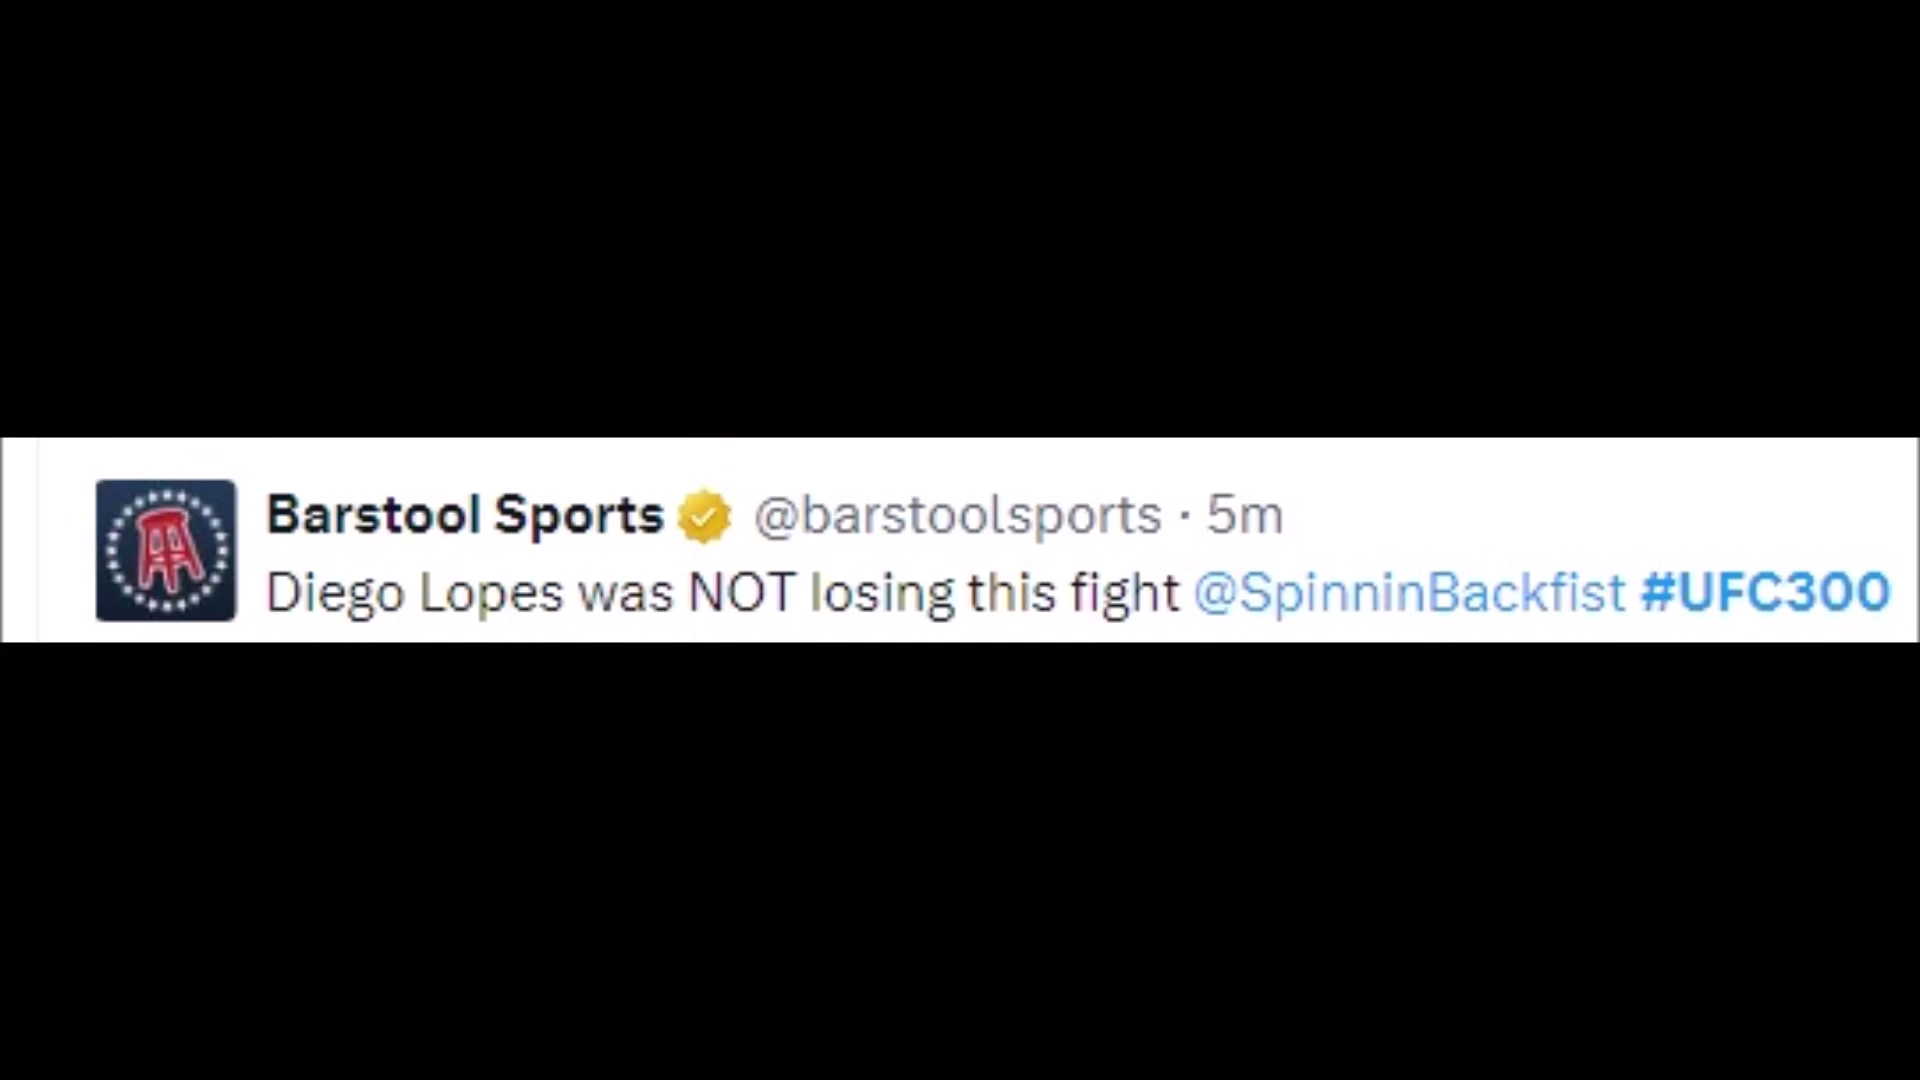 Barstool Sports @barstoolsports · 5m
Diego Lopes was NOT losing this fight @SpinninBackfist #UFC300